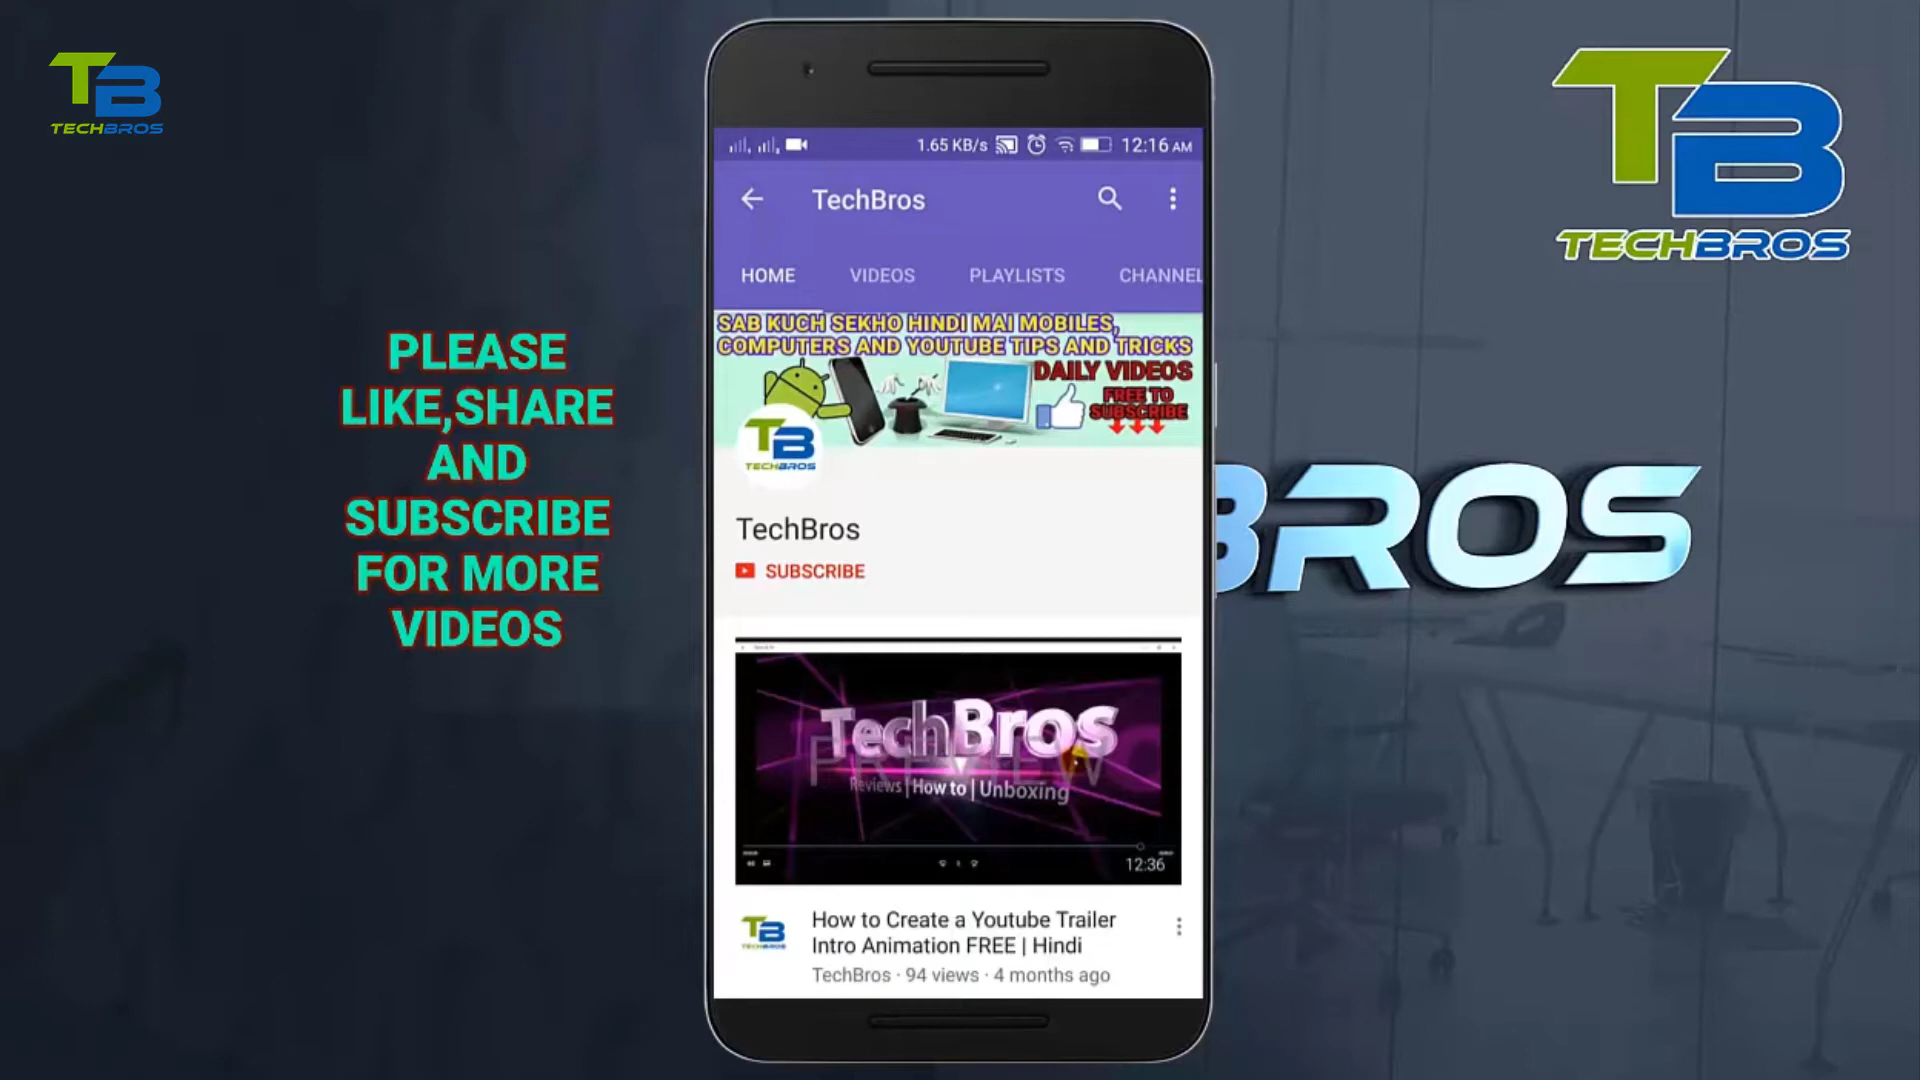 TB
TECHBROS
PLEASE
LIKE,SHARE
AND
SUBSCRIBE
FOR MORE
VIDEOS
1.65 KB/s
12:16 AM
TechBros
HOME
VIDEOS
PLAYLISTS
CHANNEL
SAB KUCH SEKHO HINDI MAI MOBILES,
COMPUTERS AND YOUTUBE TIPS AND TRICKS
DAILY VIDEOS
FREE TO
SUBSCRIBE
TB
TECHBROS
TechBros
SUBSCRIBE
TechBros
PREVIEW
Reviews | How to | Unboxing
12:36
TB
TECHBROS
How to Create a Youtube Trailer
Intro Animation FREE | Hindi
TechBros · 94 views · 4 months ago
TB
TECHBROS
BROS